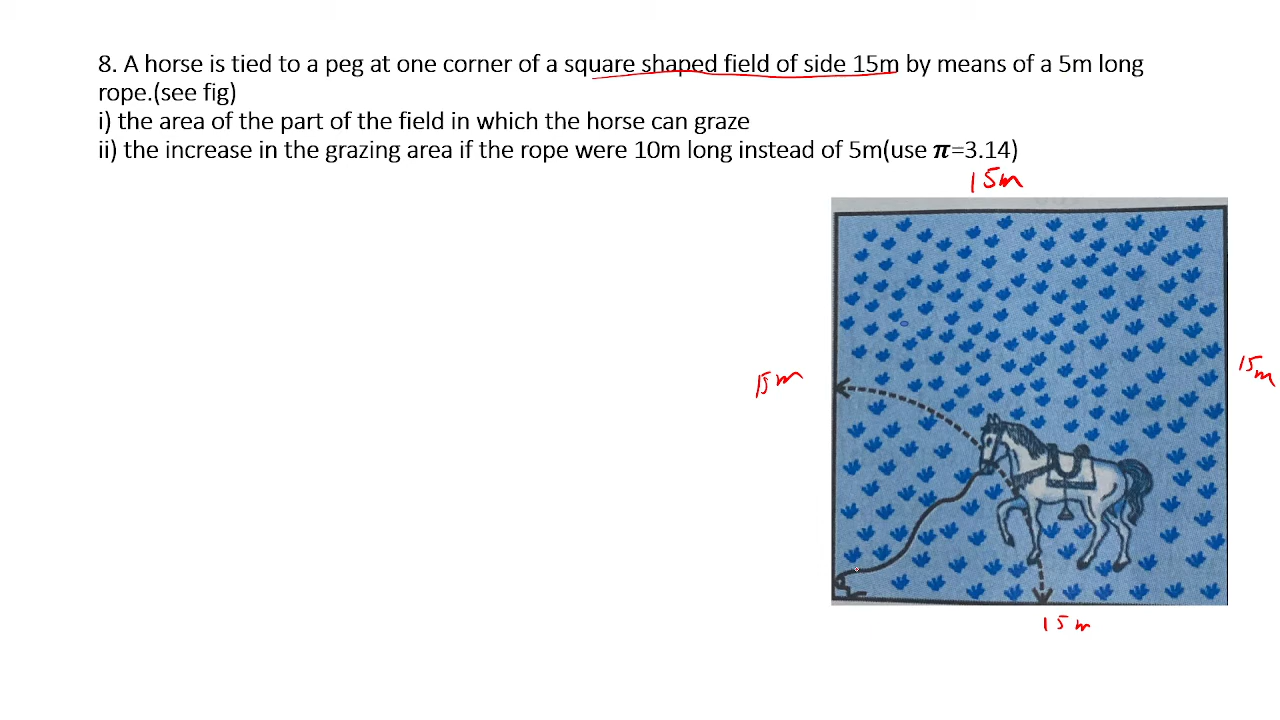 8. A horse is tied to a peg at one corner of a square shaped field of side 15m by means of a 5m long
rope.(see fig)
i) the area of the part of the field in which the horse can graze
ii) the increase in the grazing area if the rope were 10m long instead of 5m(use 𝝅=3.14)
15m
15m
15m
15m